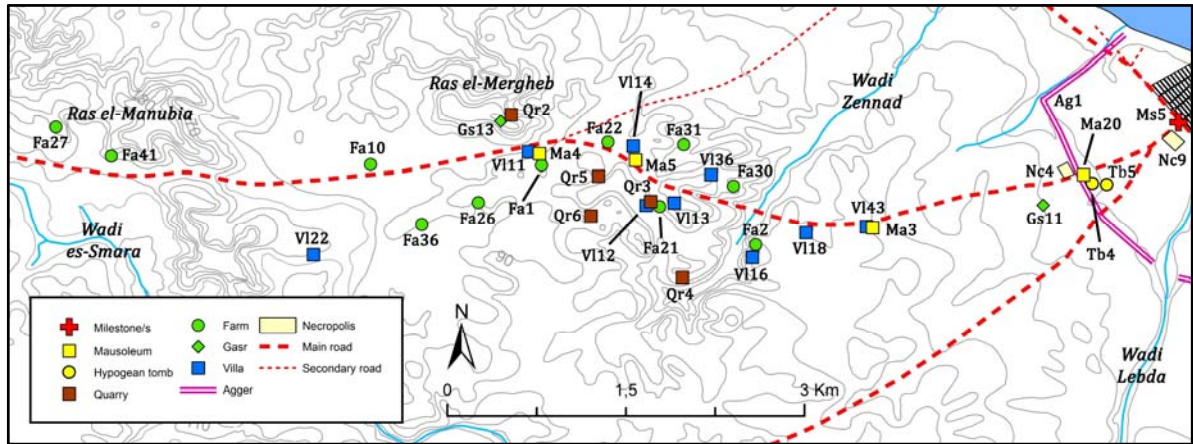 Ras el-Manubia
Fa27
Fa41
Fa10
Wadi
es-Smara
Vl22
Fa36
Fa26
Ras el-Mergheb
Qr2
Gs13
Vl11
Ma4
Fa1
Qr5
Qr6
Fa22
Vl14
Ma5
Fa31
Vl36
Fa30
Qr3
Vl13
Vl12
Fa21
Qr4
Fa2
Vl16
Vl18
Vl43
Ma3
90
Wadi
Zennad
Ag1
Ma20
Ms5
Nc9
Nc4
Tb5
Gs11
Tb4
Wadi
Lebda
Milestone/s
Mausoleum
Hypogean tomb
Quarry
Farm
Gasr
Villa
Agger
Necropolis
Main road
Secondary road
N
0 1,5 3 Km